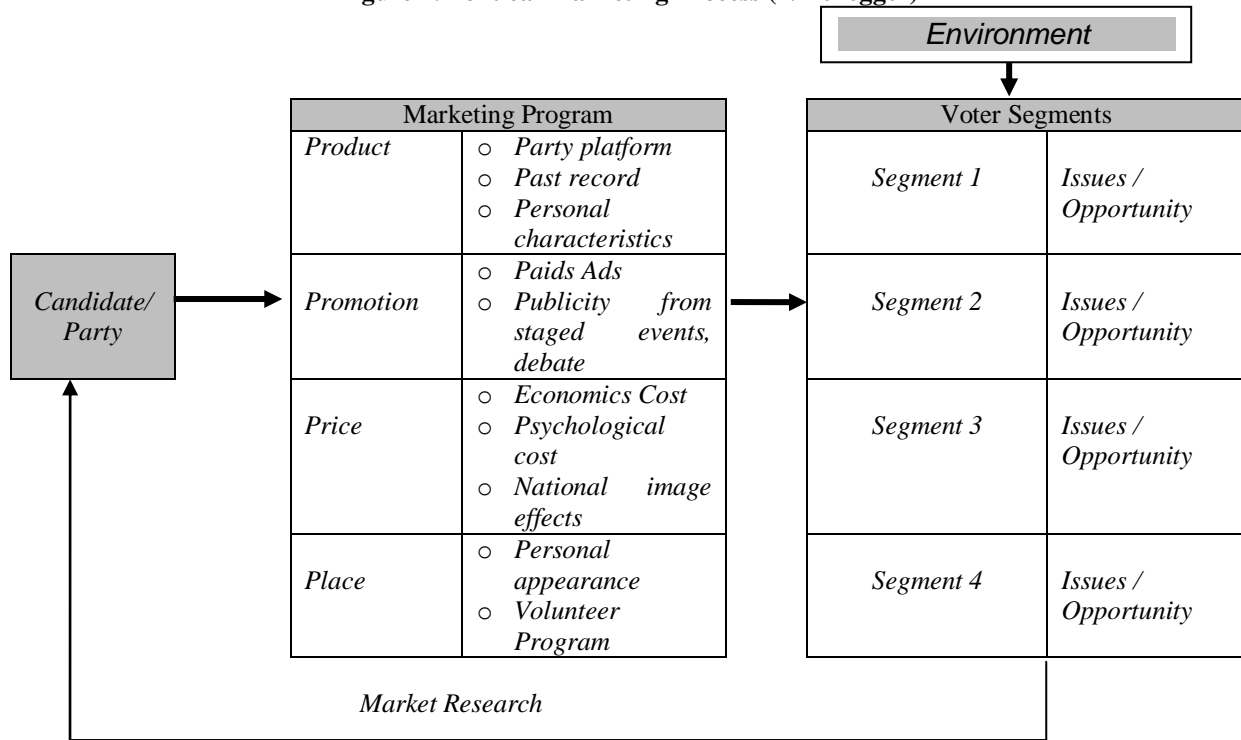 Environment
Marketing Program
Voter Segments
Product
○ Party platform
○ Past record
○ Personal
characteristics
Segment 1
Issues /
Opportunity
Candidate/
Party
Promotion
○ Paids Ads
○ Publicity from
staged events,
debate
Segment 2
Issues /
Opportunity
Price
○ Economics Cost
○ Psychological
cost
○ National image
effects
Segment 3
Issues /
Opportunity
Place
○ Personal
appearance
○ Volunteer
Program
Segment 4
Issues /
Opportunity
Market Research